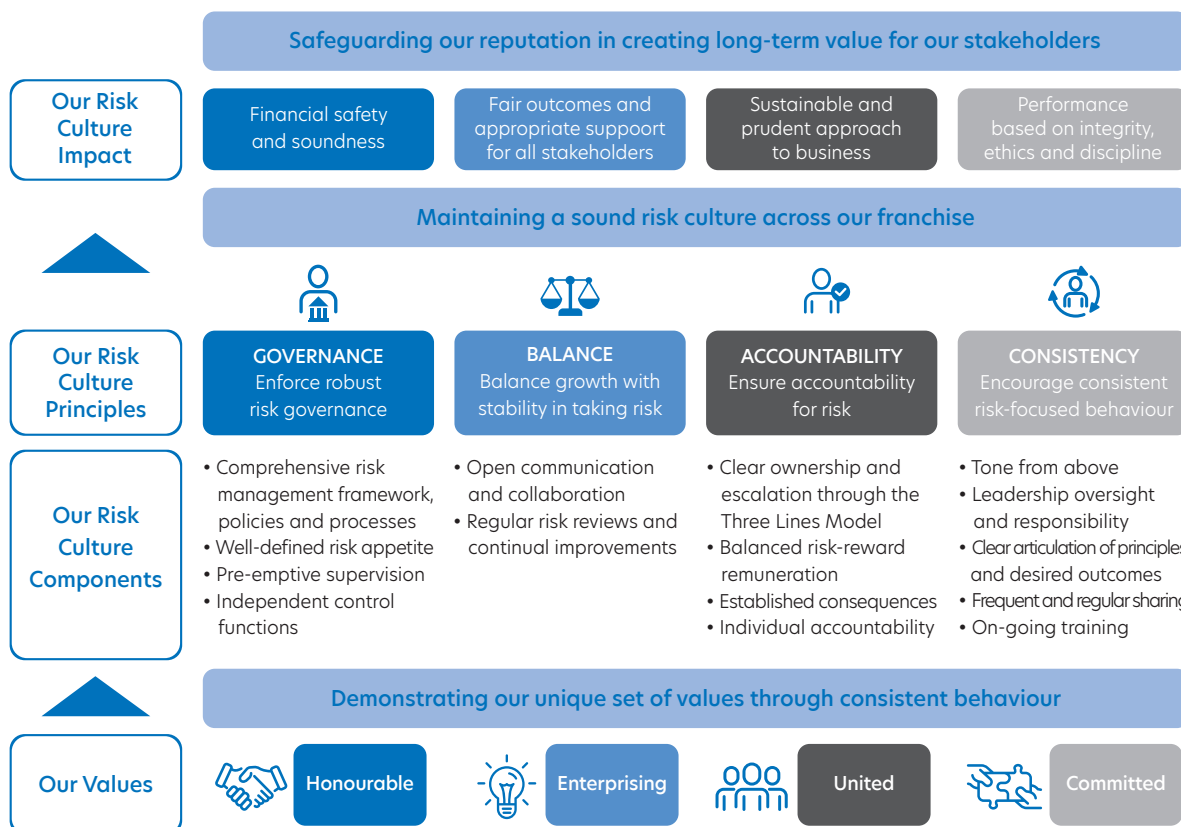 Safeguarding our reputation in creating long-term value for our stakeholders
Our Risk
Culture
Impact
Financial safety
and soundness
Fair outcomes and
appropriate suppoort
for all stakeholders
Sustainable and
prudent approach
to business
Performance
based on integrity,
ethics and discipline
Maintaining a sound risk culture across our franchise
Our Risk
Culture
Principles
GOVERNANCE
Enforce robust
risk governance
BALANCE
Balance growth with
stability in taking risk
ACCOUNTABILITY
Ensure accountability
for risk
CONSISTENCY
Encourage consistent
risk-focused behaviour
Our Risk
Culture
Components
• Comprehensive risk
management framework,
policies and processes
• Well-defined risk appetite
• Pre-emptive supervision
• Independent control
functions
• Open communication
and collaboration
• Regular risk reviews and
continual improvements
• Clear ownership and
escalation through the
Three Lines Model
• Balanced risk-reward
remuneration
• Established consequences
• Individual accountability
• Tone from above
• Leadership oversight
and responsibility
• Clear articulation of principles
and desired outcomes
• Frequent and regular sharing
• On-going training
Demonstrating our unique set of values through consistent behaviour
Our Values
Honourable
Enterprising
United
Committed